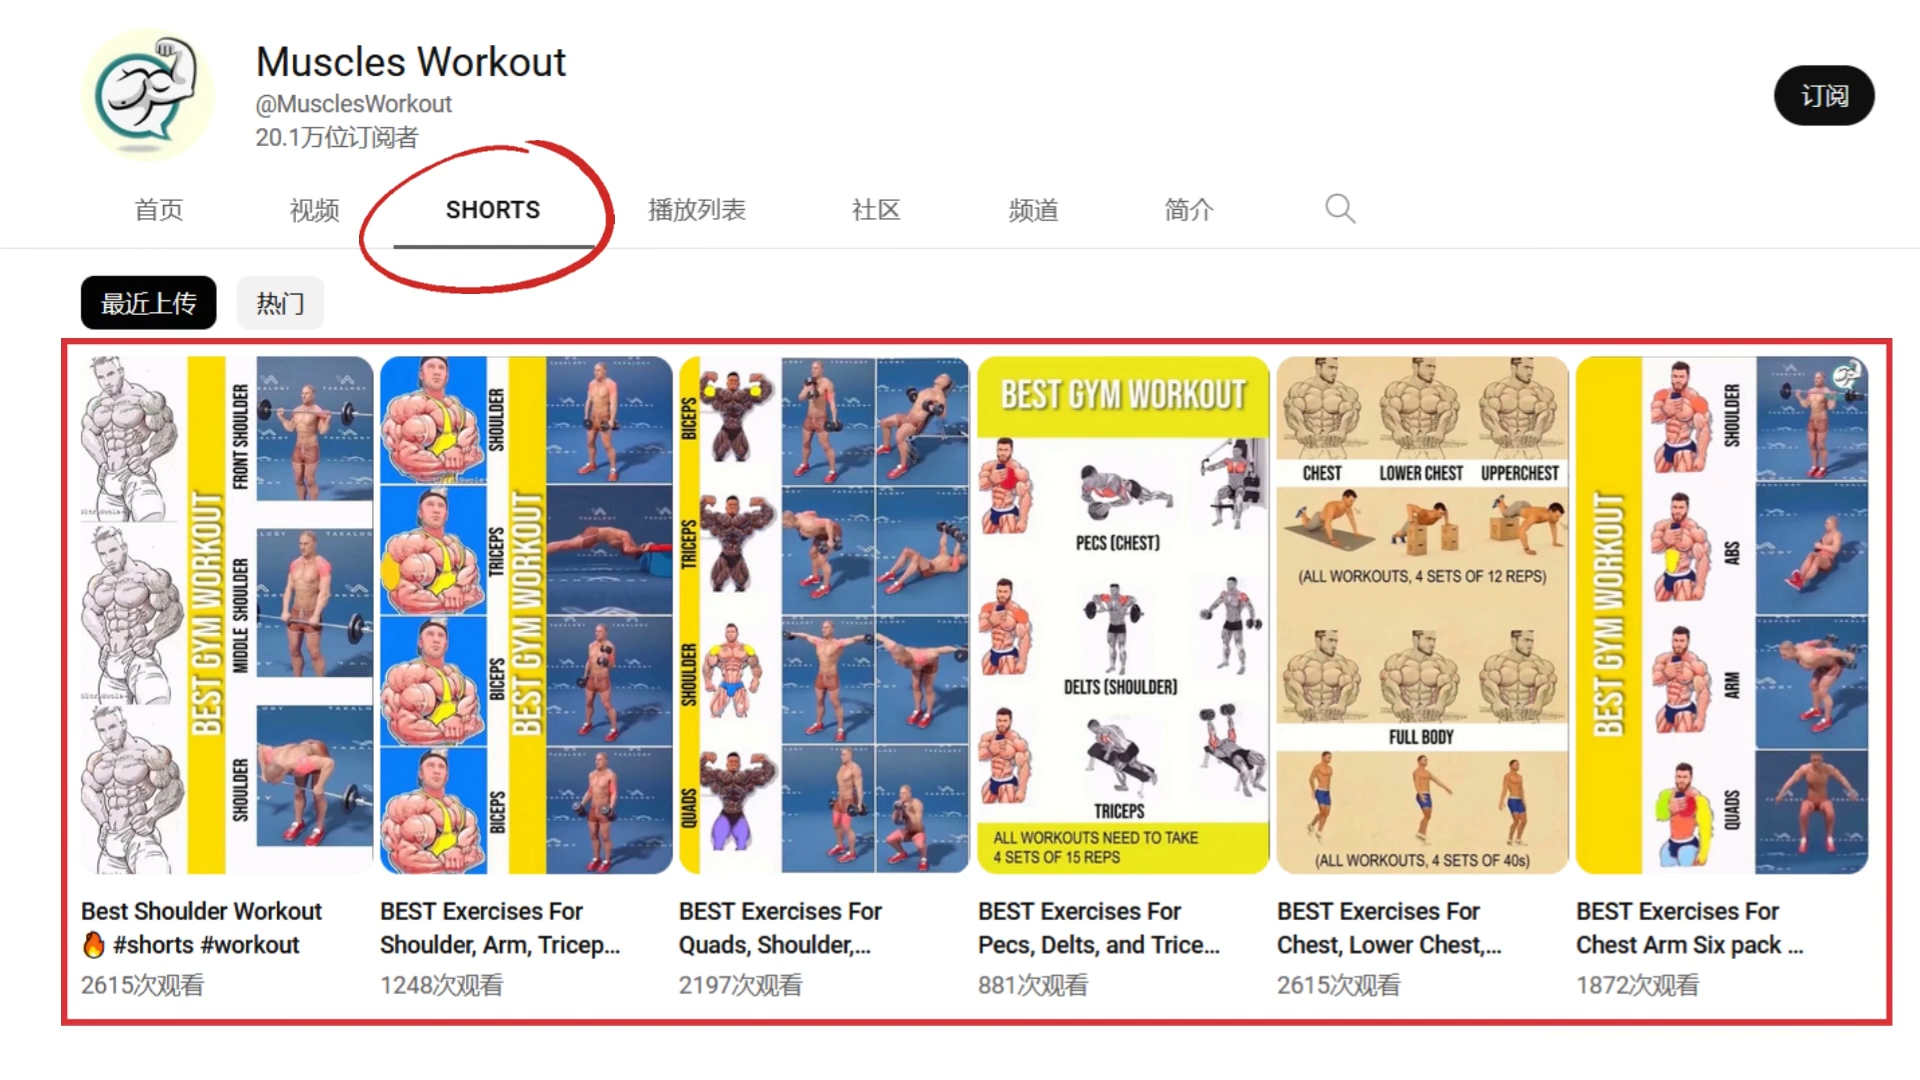 Muscles Workout
@MusclesWorkout
20.1万位订阅者
订阅
首页 视频 SHORTS 播放列表 社区 频道 简介
最近上传 热门
FRONT SHOULDER
MIDDLE SHOULDER
SHOULDER
BEST GYM WORKOUT
SHOULDER
TRICEPS
BICEPS
BICEPS
BEST GYM WORKOUT
BICEPS
TRICEPS
SHOULDER
QUADS
BEST GYM WORKOUT
PECS (CHEST)
DELTS (SHOULDER)
TRICEPS
ALL WORKOUTS NEED TO TAKE
4 SETS OF 15 REPS
CHEST LOWER CHEST UPPERCHEST
(ALL WORKOUTS, 4 SETS OF 12 REPS)
FULL BODY
(ALL WORKOUTS, 4 SETS OF 40s)
BEST GYM WORKOUT
SHOULDER
ABS
ARM
QUADS
Best Shoulder Workout
🔥 #shorts #workout
2615次观看
BEST Exercises For
Shoulder, Arm, Tricep...
1248次观看
BEST Exercises For
Quads, Shoulder,...
2197次观看
BEST Exercises For
Pecs, Delts, and Trice...
881次观看
BEST Exercises For
Chest, Lower Chest,...
2615次观看
BEST Exercises For
Chest Arm Six pack ...
1872次观看